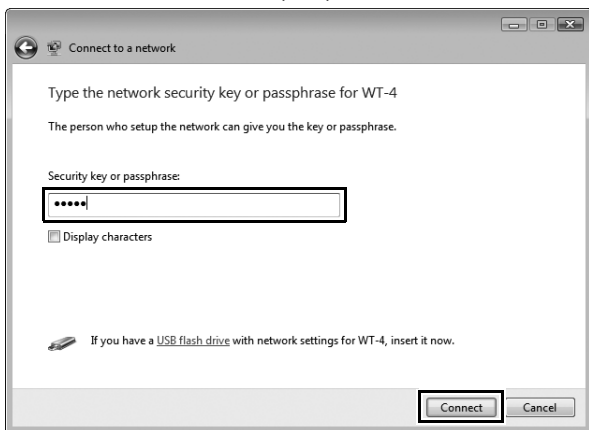 Connect to a network
Type the network security key or passphrase for WT-4
The person who setup the network can give you the key or passphrase.
Security key or passphrase:
•••••
Display characters
If you have a USB flash drive with network settings for WT-4, insert it now.
Connect Cancel